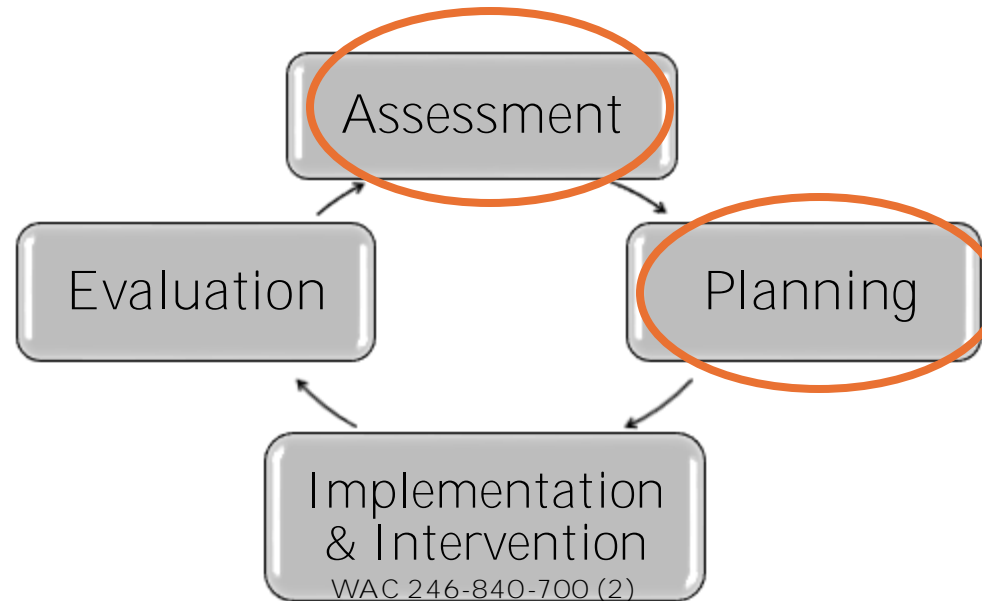 Assessment
Evaluation
Planning
Implementation
& Intervention
WAC 246-840-700 (2)